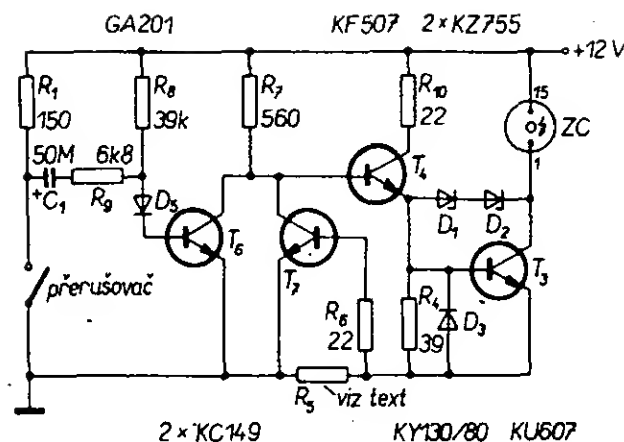 GA201 KF507 2×KZ755
+12 V
R1 150
R8 39k
R7 560
R10 22
15
ZC
1
50M
+C1
6k8
R9
D5
T6
T7
T4
D1
D2
T3
přerušovač
R6 22
R4 39
D3
R5
viz text
2×KC149 KY130/80 KU607